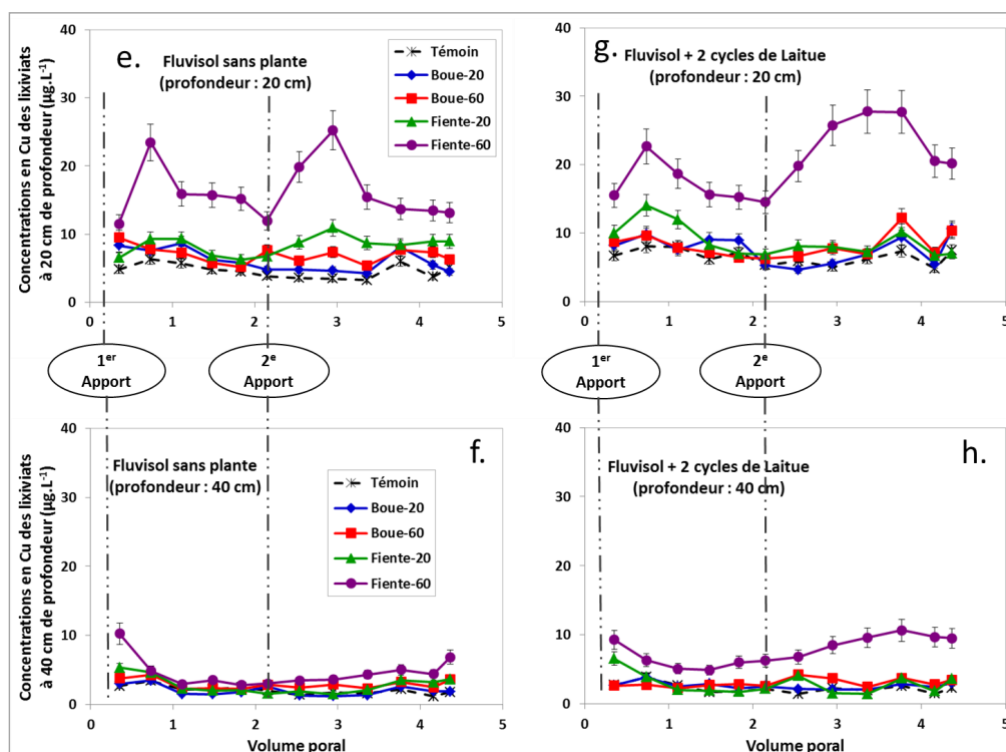 Concentrations en Cu des lixiviats
à 20 cm de profondeur (µg.L⁻¹)
40
30
20
10
0
e.
Fluvisol sans plante
(profondeur : 20 cm)
Témoin
Boue-20
Boue-60
Fiente-20
Fiente-60
0 1 2 3 4 5
40
30
20
10
0
g.
Fluvisol + 2 cycles de Laitue
(profondeur : 20 cm)
0 1 2 3 4 5
1er
Apport
2e
Apport
1er
Apport
2e
Apport
Concentrations en Cu des lixiviats
à 40 cm de profondeur (µg.L⁻¹)
40
30
20
10
0
f.
Fluvisol sans plante
(profondeur : 40 cm)
Témoin
Boue-20
Boue-60
Fiente-20
Fiente-60
0 1 2 3 4 5
Volume poral
40
30
20
10
0
h.
Fluvisol + 2 cycles de Laitue
(profondeur : 40 cm)
0 1 2 3 4 5
Volume poral